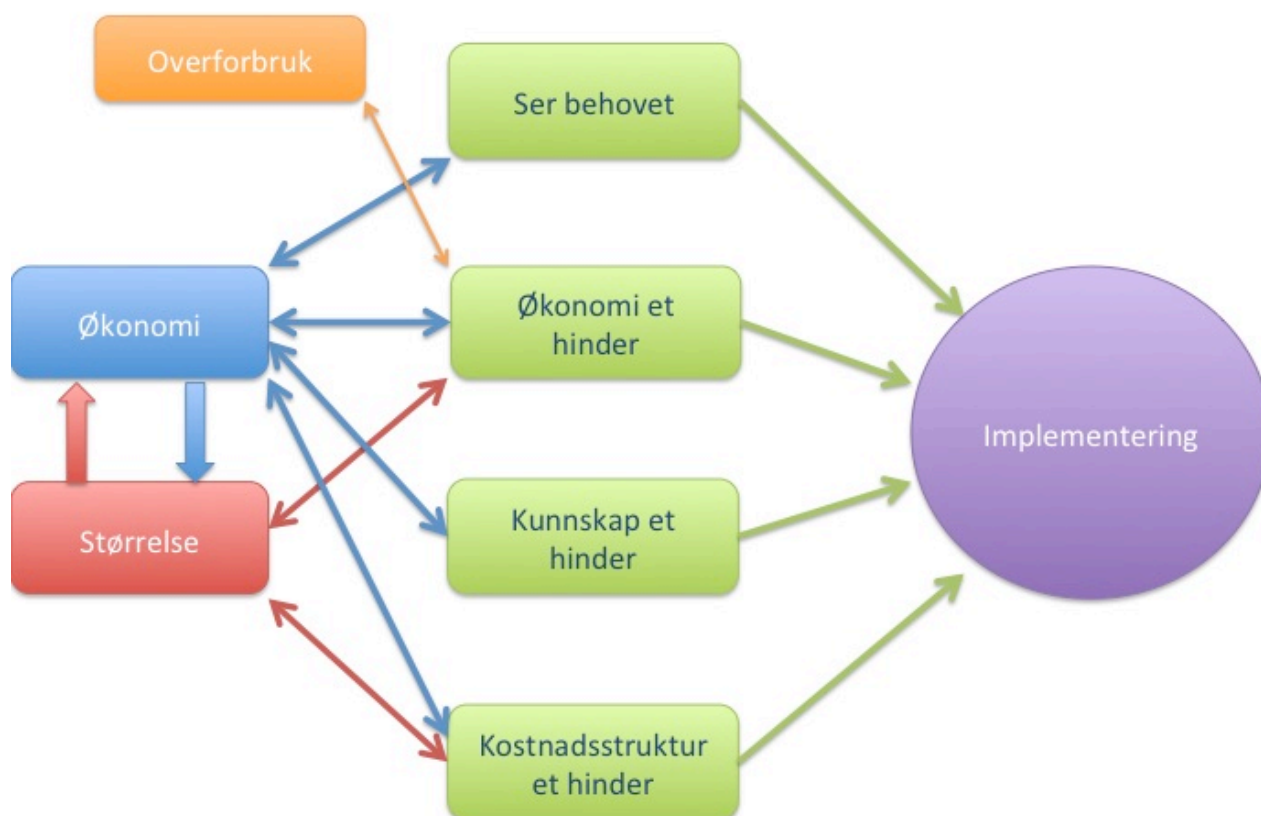 Overforbruk
Ser behovet
Økonomi
Økonomi et
hinder
Implementering
Størrelse
Kunnskap et
hinder
Kostnadsstruktur
et hinder